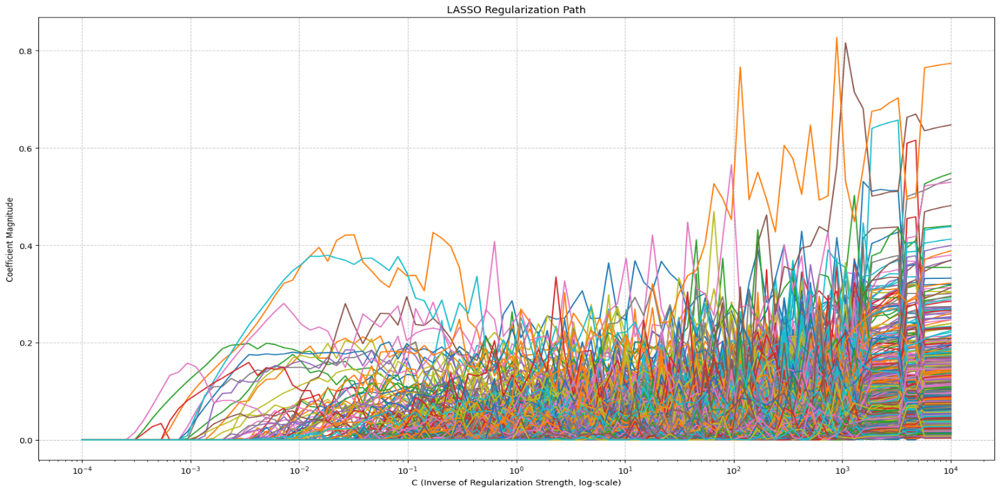 LASSO Regularization Path
Coefficient Magnitude
0.8
0.6
0.4
0.2
0.0
10⁻⁴ 10⁻³ 10⁻² 10⁻¹ 10⁰ 10¹ 10² 10³ 10⁴
C (Inverse of Regularization Strength, log-scale)